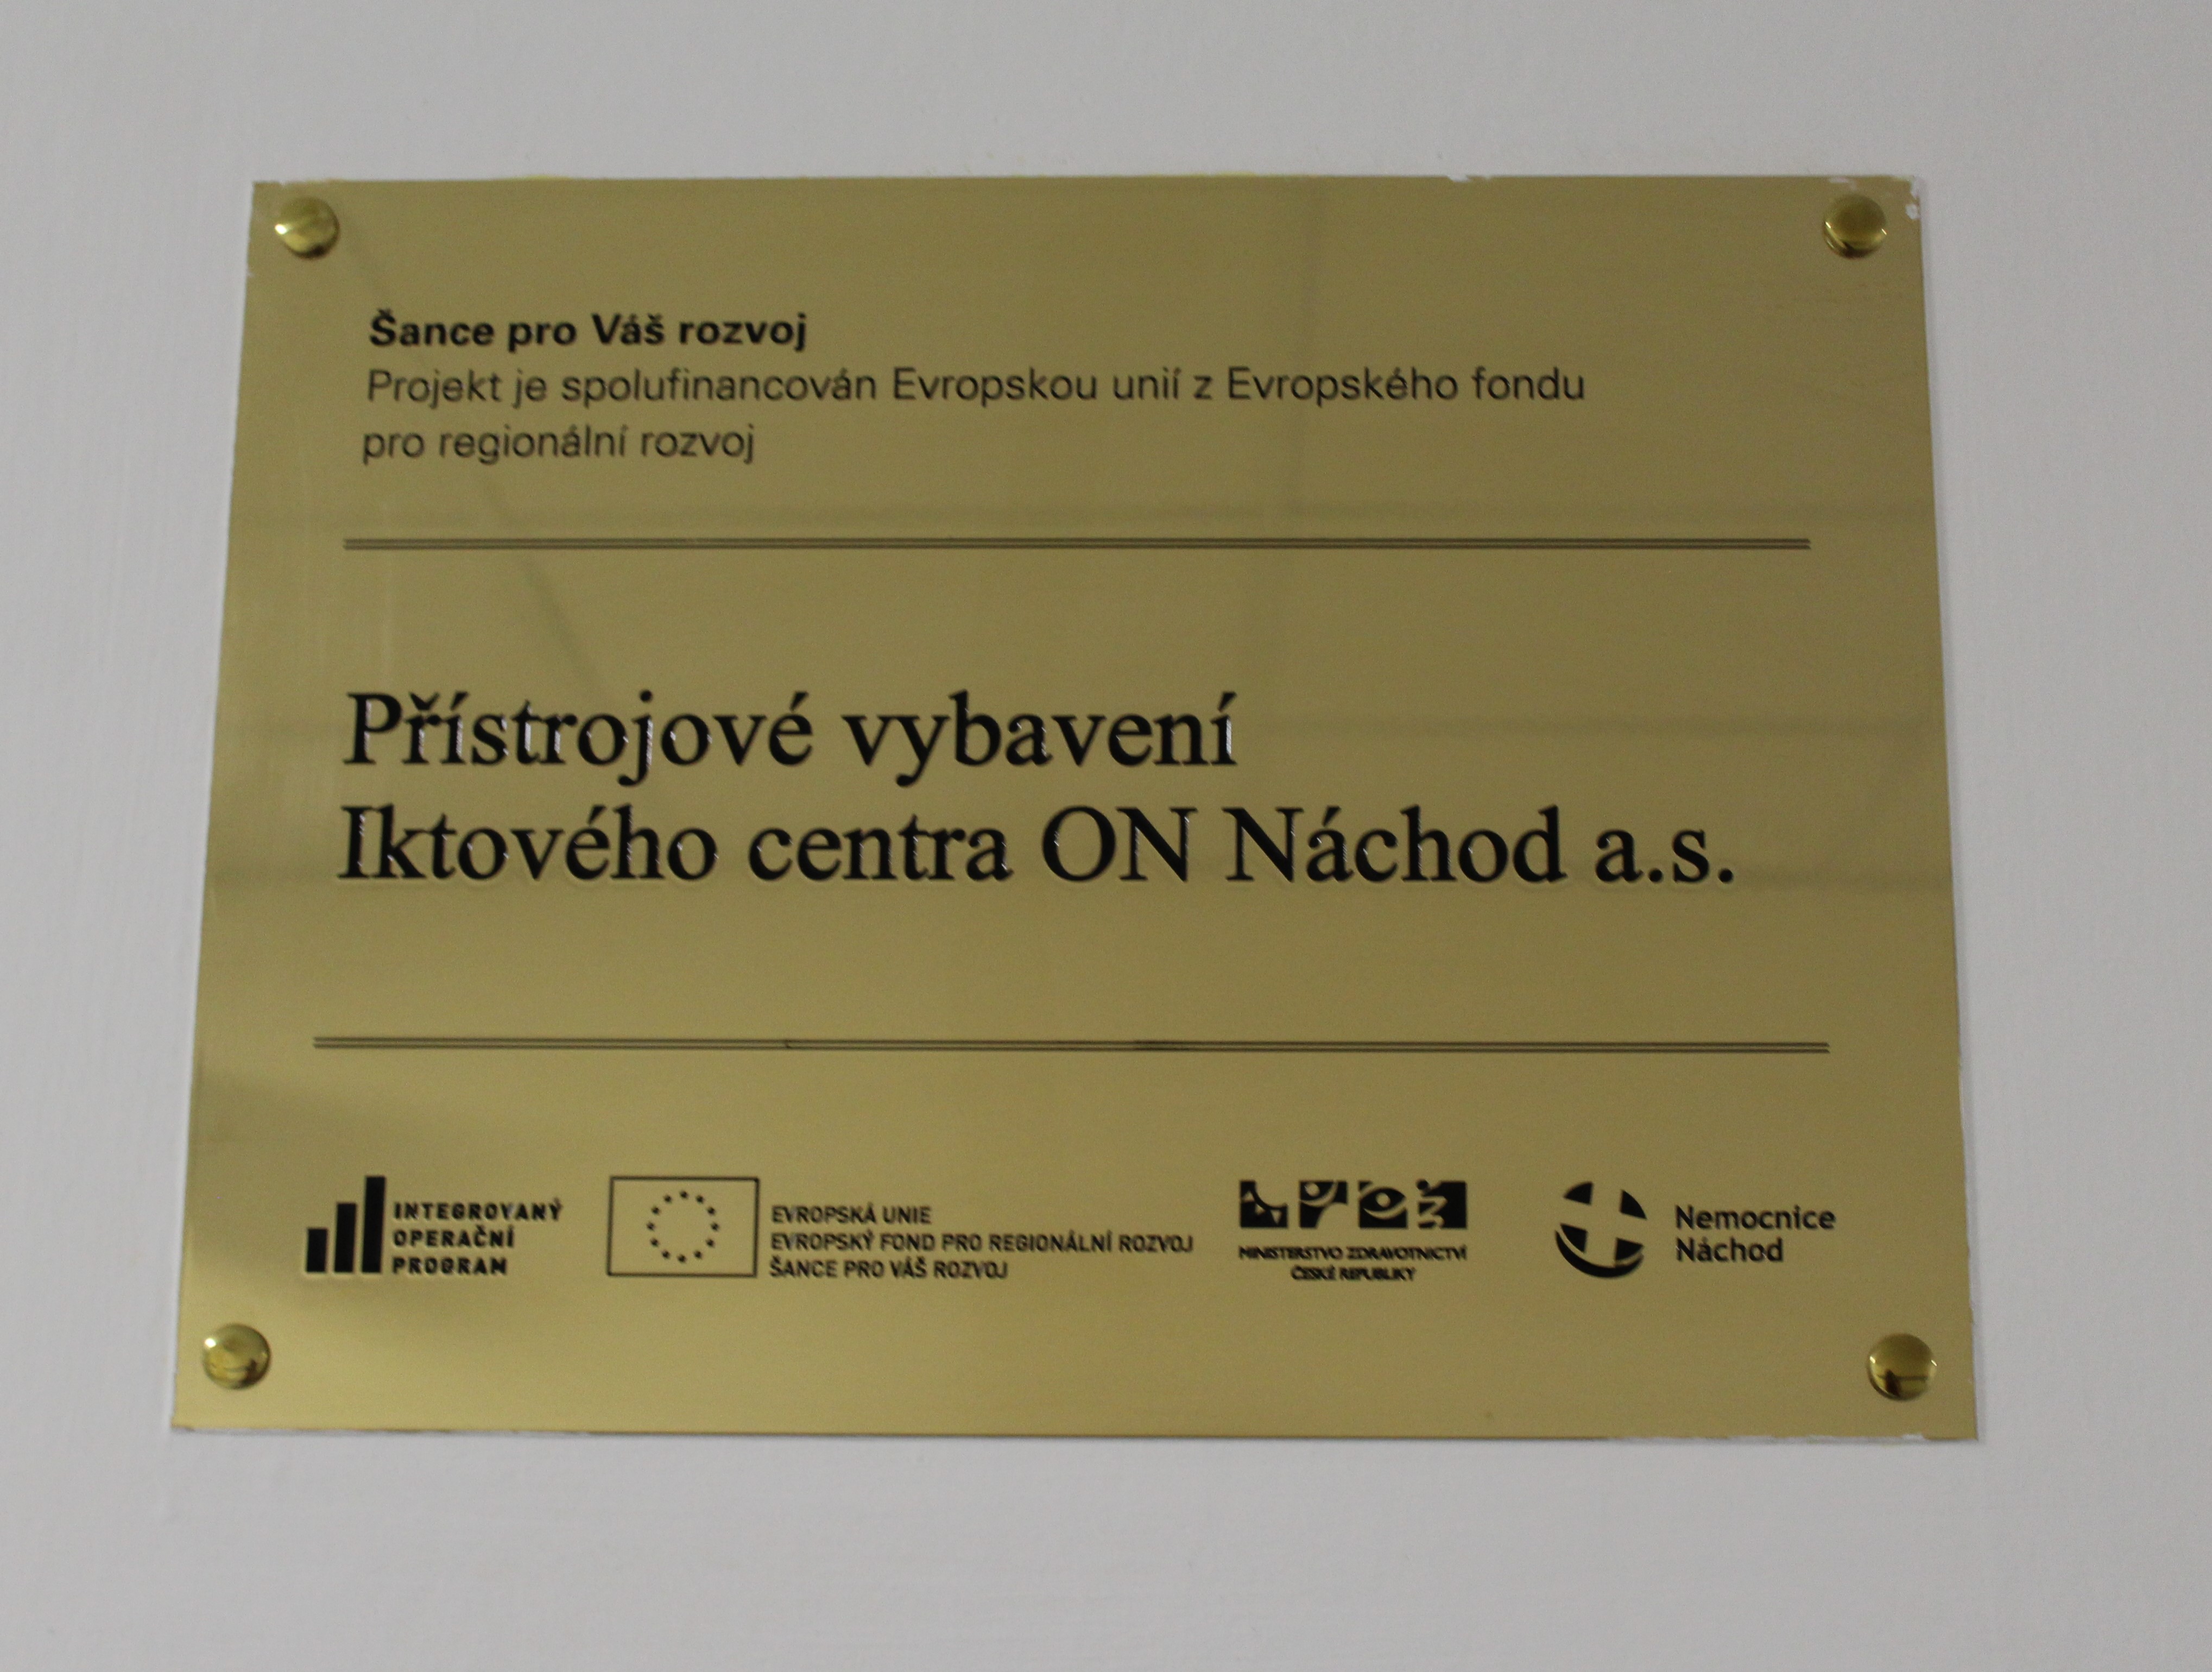 Šance pro Váš rozvoj
Projekt je spolufinancován Evropskou unií z Evropského fondu
pro regionální rozvoj
Přístrojové vybavení
Iktového centra ON Náchod a.s.
INTEGROVANÝ
OPERAČNÍ
PROGRAM
EVROPSKÁ UNIE
EVROPSKÝ FOND PRO REGIONÁLNÍ ROZVOJ
ŠANCE PRO VÁŠ ROZVOJ
MINISTERSTVO ZDRAVOTNICTVÍ
ČESKÉ REPUBLIKY
Nemocnice
Náchod